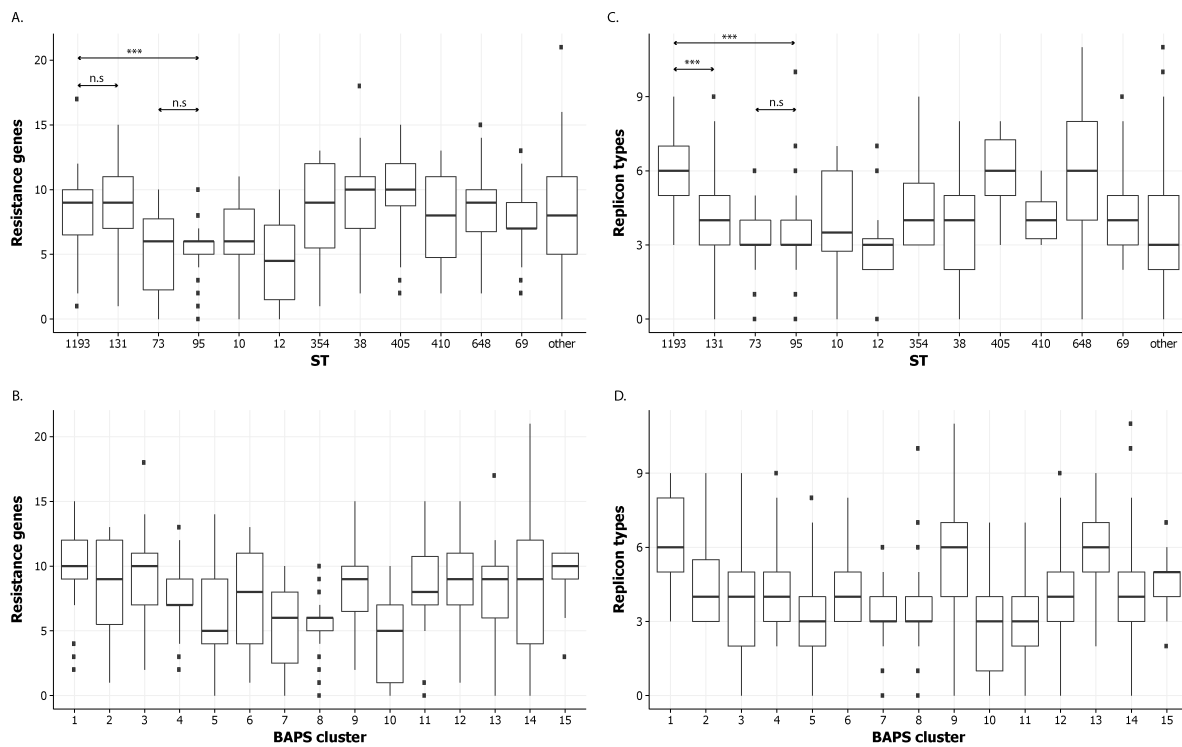 A.
Resistance genes
20
15
10
5
0
***
n.s
n.s
1193 131 73 95 10 12 354 38 405 410 648 69 other
ST
C.
Replicon types
9
6
3
0
***
***
n.s
1193 131 73 95 10 12 354 38 405 410 648 69 other
ST
B.
Resistance genes
20
15
10
5
0
1 2 3 4 5 6 7 8 9 10 11 12 13 14 15
BAPS cluster
D.
Replicon types
9
6
3
0
1 2 3 4 5 6 7 8 9 10 11 12 13 14 15
BAPS cluster